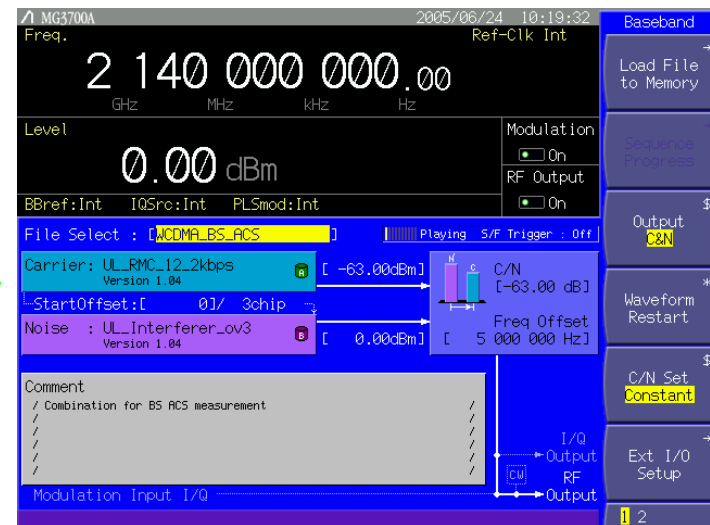 MG3700A 2005/06/24 10:19:32
Freq. Ref-Clk Int
2 140 000 000.00
GHz MHz kHz Hz
Level
0.00 dBm
Modulation
On
RF Output
On
BBref:Int IQSrc:Int PLSmod:Int
File Select : [WCDMA_BS_ACS ] Playing S/F Trigger : Off
Carrier: UL_RMC_12_2kbps A [ -63.00dBm]
Version 1.04
StartOffset:[ 0]/ 3chip
Noise : UL_Interferer_ov3 B [ 0.00dBm]
Version 1.04
N C C/N
[-63.00 dB]
Freq Offset
[ 5 000 000 Hz]
Comment
/ Combination for BS ACS measurement /
/ /
/ /
/ /
/ /
I/Q
Output
CW RF
Output
Modulation Input I/Q
Baseband
Load File
to Memory
Sequence
Progress
$
Output
C&N
*
Waveform
Restart
$
C/N Set
Constant
Ext I/O
Setup
1 2